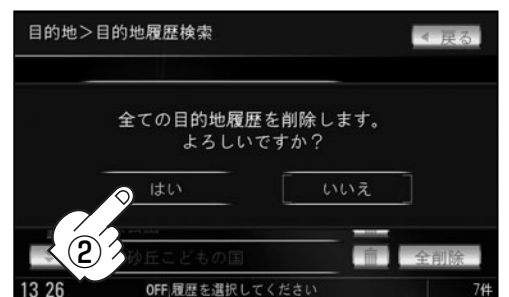 目的地>目的地履歴検索
◀ 戻る
全ての目的地履歴を削除します。
よろしいですか？
はい
いいえ
②
砂丘こどもの国
全削除
13 26
OFF 履歴を選択してください
7件